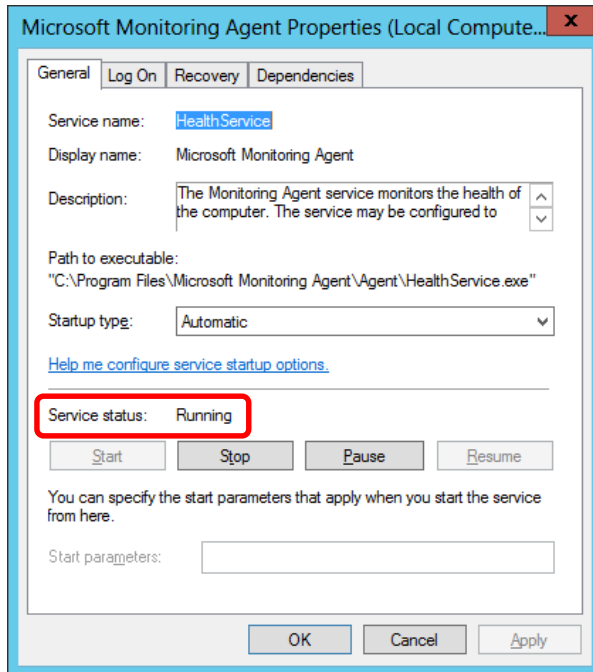 Microsoft Monitoring Agent Properties (Local Compute...
x
General Log On Recovery Dependencies
Service name: HealthService
Display name: Microsoft Monitoring Agent
Description: The Monitoring Agent service monitors the health of
the computer. The service may be configured to
Path to executable:
"C:\Program Files\Microsoft Monitoring Agent\Agent\HealthService.exe"
Startup type: Automatic
Help me configure service startup options.
Service status: Running
Start Stop Pause Resume
You can specify the start parameters that apply when you start the service
from here.
Start parameters:
OK Cancel Apply